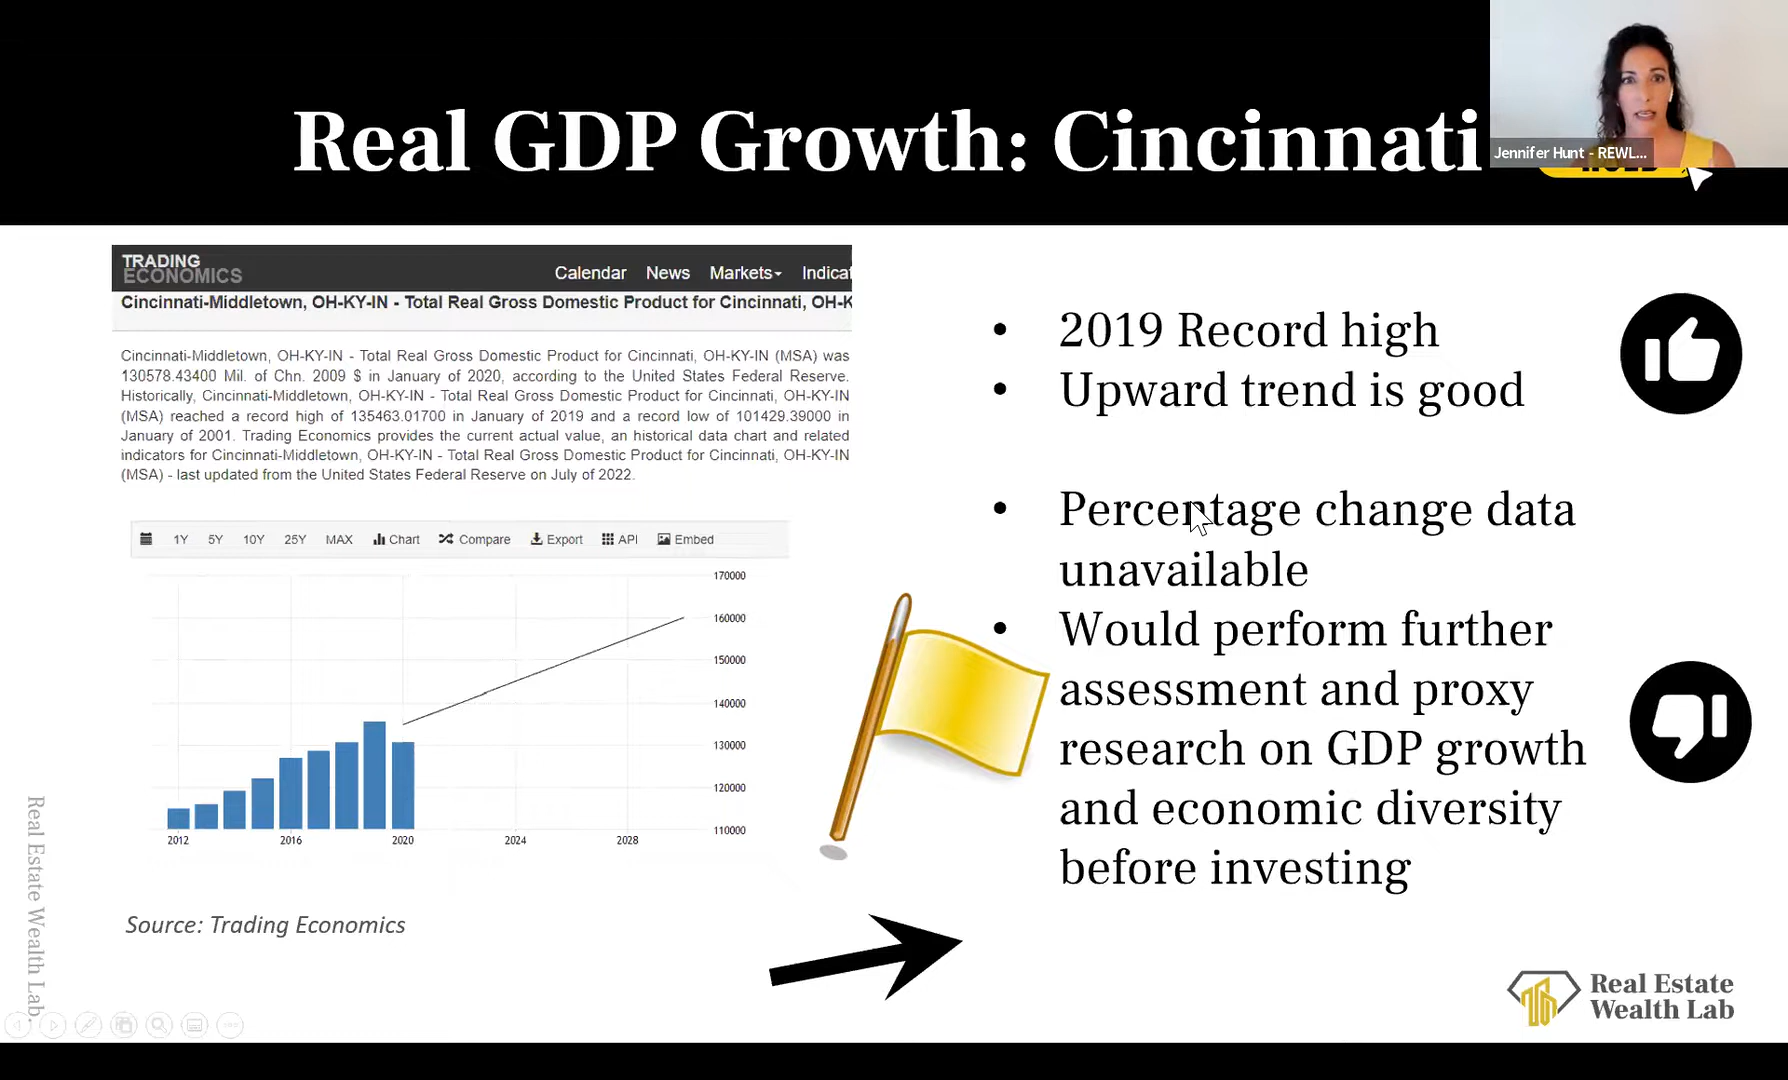 Real GDP Growth: Cincinnati
Jennifer Hunt - REWL...
TRADING
ECONOMICS
Calendar News Markets Indicat
Cincinnati-Middletown, OH-KY-IN - Total Real Gross Domestic Product for Cincinnati, OH-K
Cincinnati-Middletown, OH-KY-IN - Total Real Gross Domestic Product for Cincinnati, OH-KY-IN (MSA) was
130578.43400 Mil. of Chn. 2009 $ in January of 2020, according to the United States Federal Reserve.
Historically, Cincinnati-Middletown, OH-KY-IN - Total Real Gross Domestic Product for Cincinnati, OH-KY-IN
(MSA) reached a record high of 135463.01700 in January of 2019 and a record low of 101429.39000 in
January of 2001. Trading Economics provides the current actual value, an historical data chart and related
indicators for Cincinnati-Middletown, OH-KY-IN - Total Real Gross Domestic Product for Cincinnati, OH-KY-IN
(MSA) - last updated from the United States Federal Reserve on July of 2022.
1Y 5Y 10Y 25Y MAX Chart Compare Export API Embed
170000
160000
150000
140000
130000
120000
110000
2012 2016 2020 2024 2028
Source: Trading Economics
• 2019 Record high
• Upward trend is good
• Percentage change data
unavailable
• Would perform further
assessment and proxy
research on GDP growth
and economic diversity
before investing
Real Estate Wealth Lab.
Real Estate
Wealth Lab